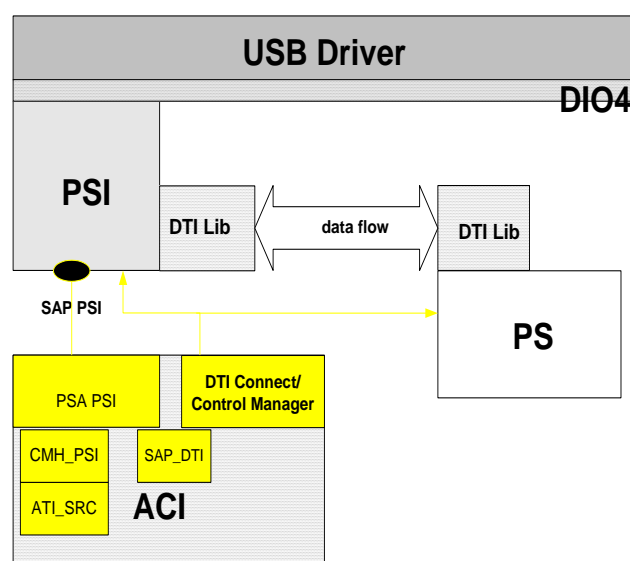 USB Driver
DIO4
PSI
DTI Lib
data flow
DTI Lib
SAP PSI
PS
PSA PSI
DTI Connect/
Control Manager
CMH_PSI
SAP_DTI
ATI_SRC
ACI